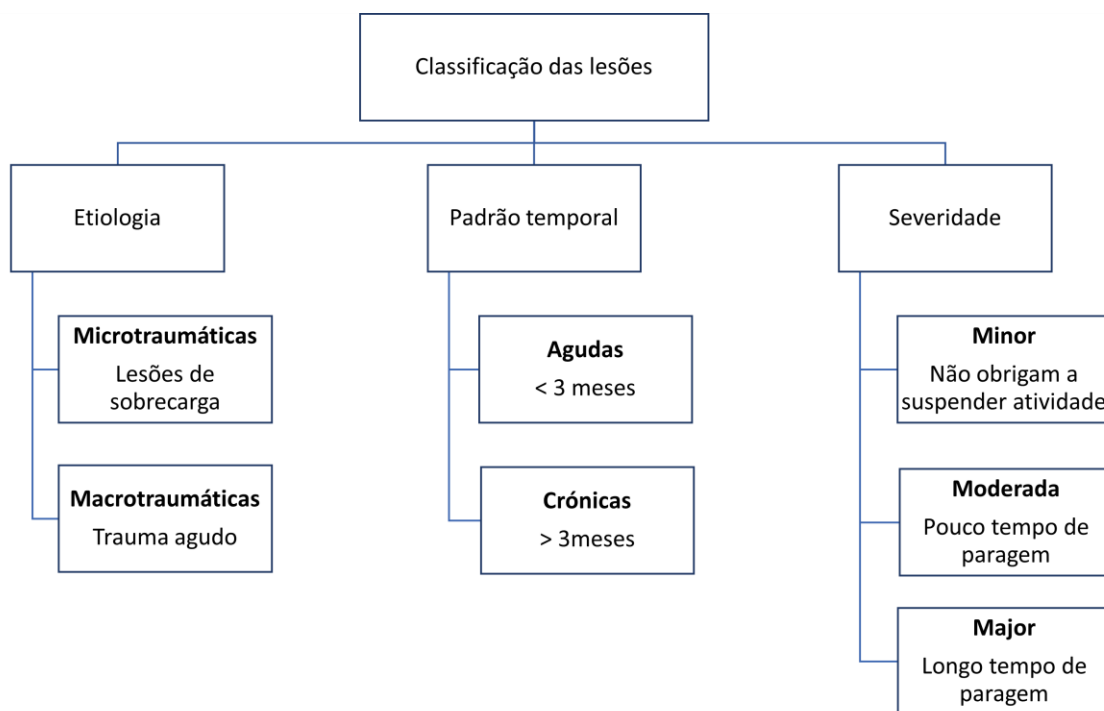 Classificação das lesões
Etiologia
Microtraumáticas
Lesões de
sobrecarga
Macrotraumáticas
Trauma agudo
Padrão temporal
Agudas
< 3 meses
Crónicas
> 3meses
Severidade
Minor
Não obrigam a
suspender atividade
Moderada
Pouco tempo de
paragem
Major
Longo tempo de
paragem